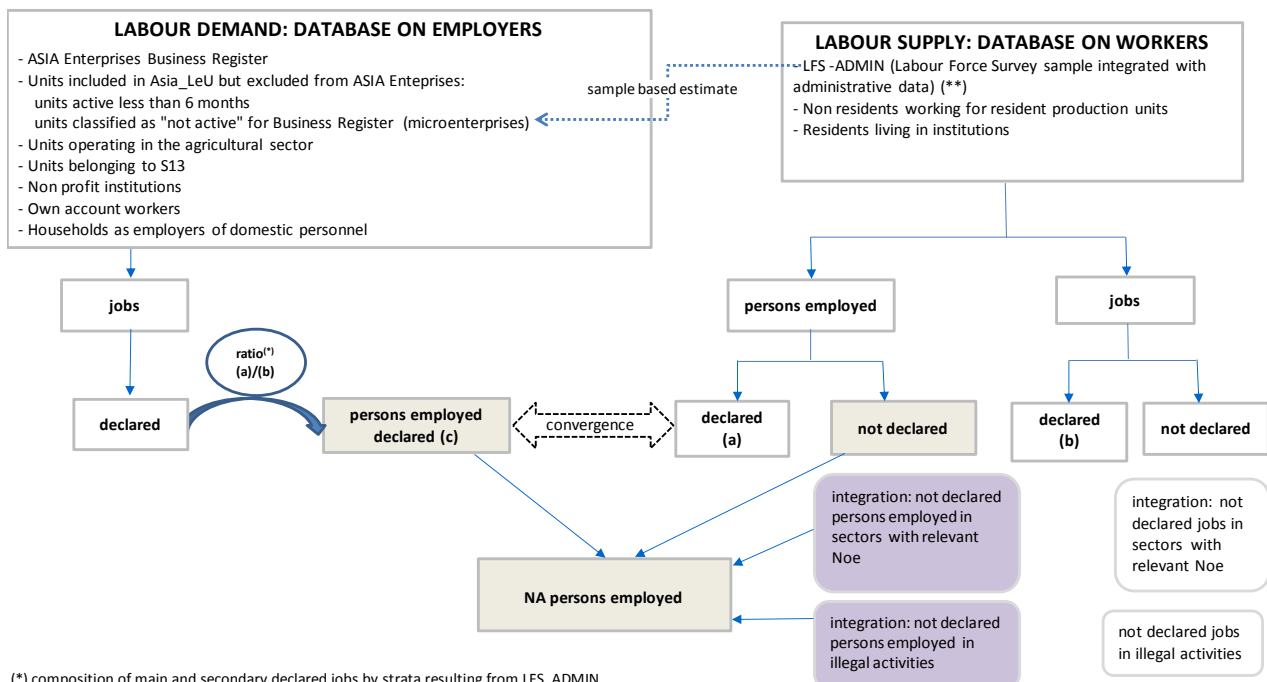 LABOUR DEMAND: DATABASE ON EMPLOYERS
- ASIA Enterprises Business Register
- Units included in Asia_LeU but excluded from ASIA Enteprises:
units active less than 6 months
units classified as "not active" for Business Register (microenterprises)
- Units operating in the agricultural sector
- Units belonging to S13
- Non profit institutions
- Own account workers
- Households as employers of domestic personnel
sample based estimate
LABOUR SUPPLY: DATABASE ON WORKERS
- LFS -ADMIN (Labour Force Survey sample integrated with
administrative data) (**)
- Non residents working for resident production units
- Residents living in institutions
jobs
persons employed
jobs
ratio(*)
(a)/(b)
declared
persons employed
declared (c)
convergence
declared
(a)
not declared
declared
(b)
not declared
integration: not declared
persons employed in
sectors with relevant
Noe
integration: not
declared jobs in
sectors with
relevant Noe
NA persons employed
integration: not declared
persons employed in
illegal activities
not declared jobs
in illegal activities
(*) composition of main and secondary declared jobs by strata resulting from LFS_ADMIN